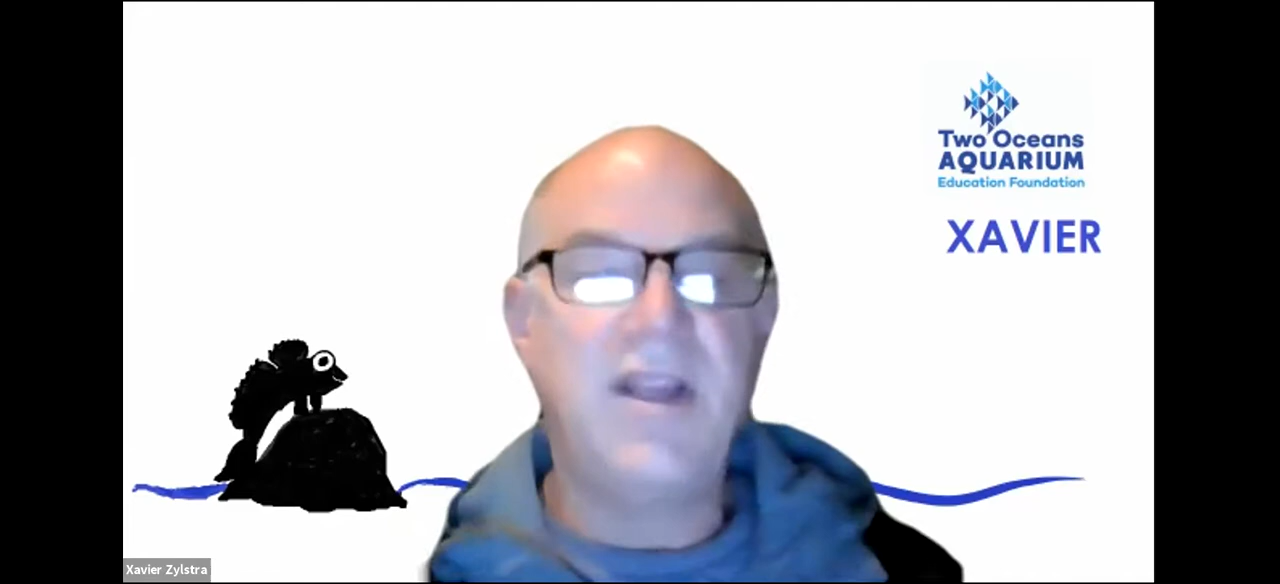 Two Oceans
AQUARIUM
Education Foundation
XAVIER
Xavier Zylstra